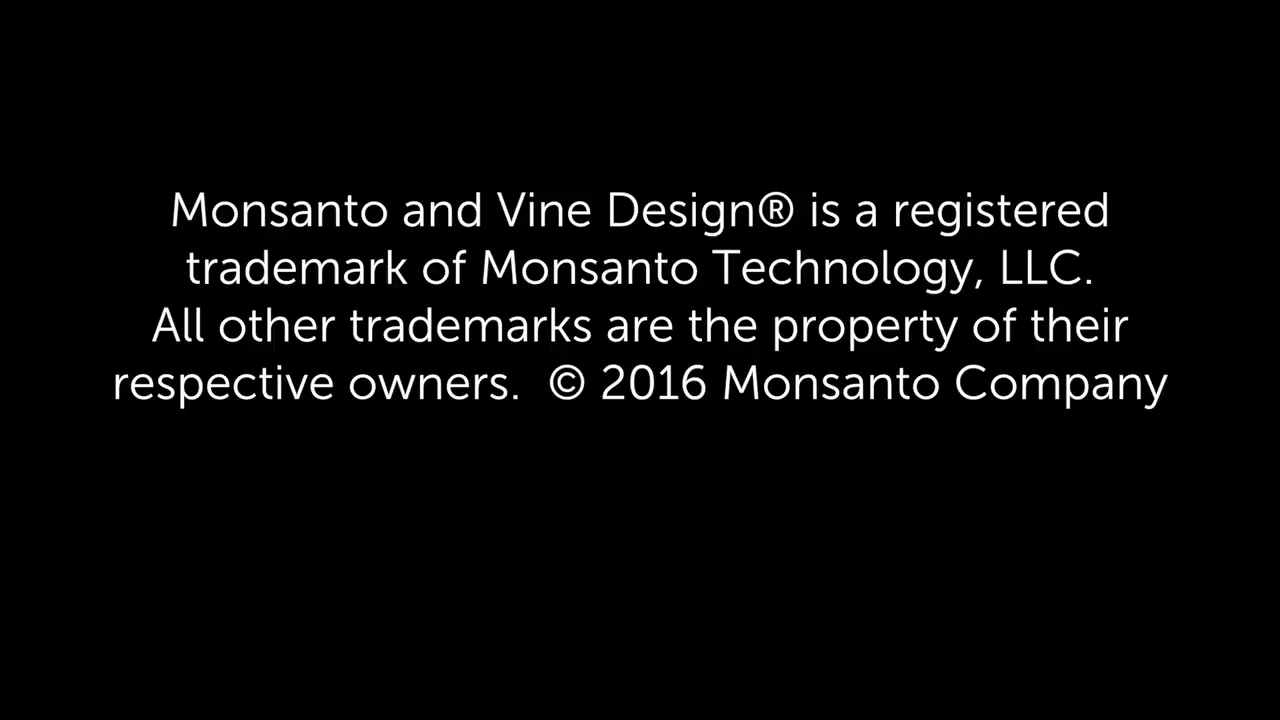 Monsanto and Vine Design® is a registered
trademark of Monsanto Technology, LLC.
All other trademarks are the property of their
respective owners.  © 2016 Monsanto Company